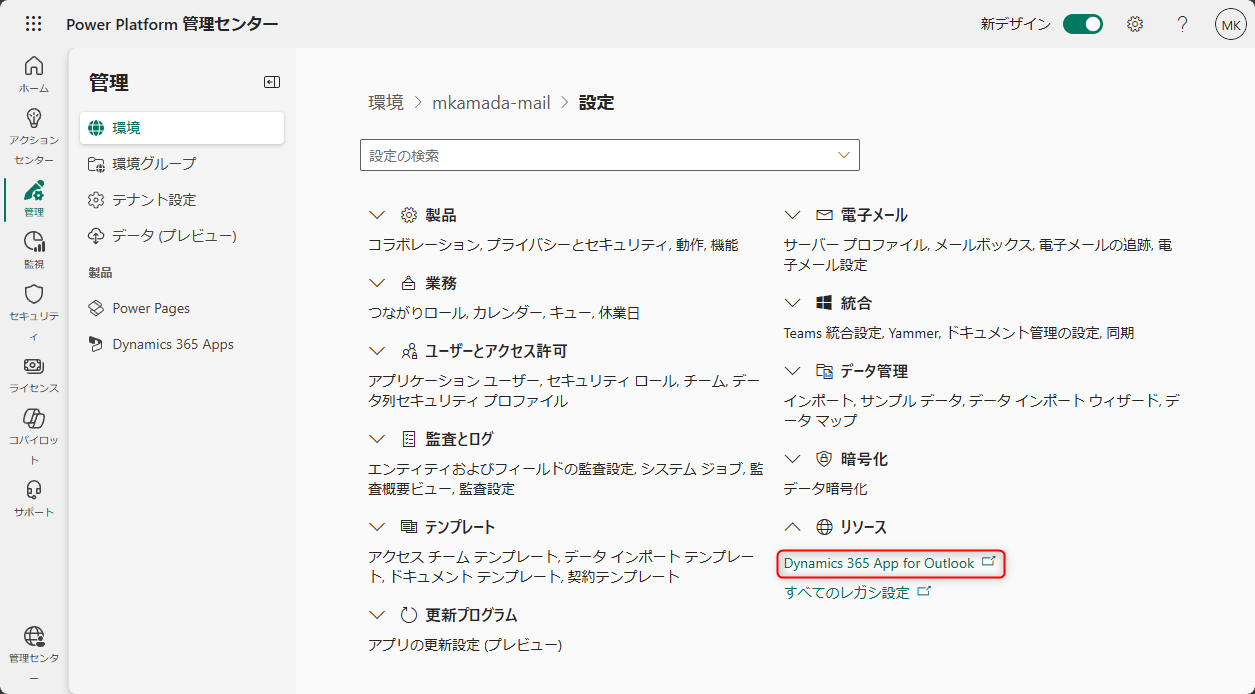 Power Platform 管理センター
新デザイン
MK
ホーム
アクション
センター
管理
監視
セキュリテ
ィ
ライセンス
コパイロッ
ト
サポート
管理センタ
ー
管理
環境
環境グループ
テナント設定
データ (プレビュー)
製品
Power Pages
Dynamics 365 Apps
環境 > mkamada-mail > 設定
設定の検索
製品
コラボレーション, プライバシーとセキュリティ, 動作, 機能
業務
つながりロール, カレンダー, キュー, 休業日
ユーザーとアクセス許可
アプリケーション ユーザー, セキュリティ ロール, チーム, デー
タ列セキュリティ プロファイル
監査とログ
エンティティおよびフィールドの監査設定, システム ジョブ, 監
査概要ビュー, 監査設定
テンプレート
アクセス チーム テンプレート, データ インポート テンプレー
ト, ドキュメント テンプレート, 契約テンプレート
更新プログラム
アプリの更新設定 (プレビュー)
電子メール
サーバー プロファイル, メールボックス, 電子メールの追跡, 電
子メール設定
統合
Teams 統合設定, Yammer, ドキュメント管理の設定, 同期
データ管理
インポート, サンプル データ, データ インポート ウィザード, デ
ータ マップ
暗号化
データ暗号化
リソース
Dynamics 365 App for Outlook
すべてのレガシ設定